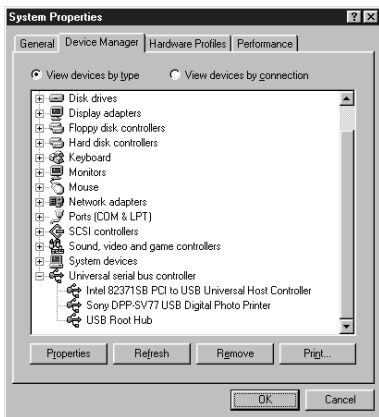 System Properties
General Device Manager Hardware Profiles Performance
View devices by type View devices by connection
Disk drives
Display adapters
Floppy disk controllers
Hard disk controllers
Keyboard
Monitors
Mouse
Network adapters
Ports (COM & LPT)
SCSI controllers
Sound, video and game controllers
System devices
Universal serial bus controller
Intel 82371SB PCI to USB Universal Host Controller
Sony DPP-SV77 USB Digital Photo Printer
USB Root Hub
Properties Refresh Remove Print...
OK Cancel